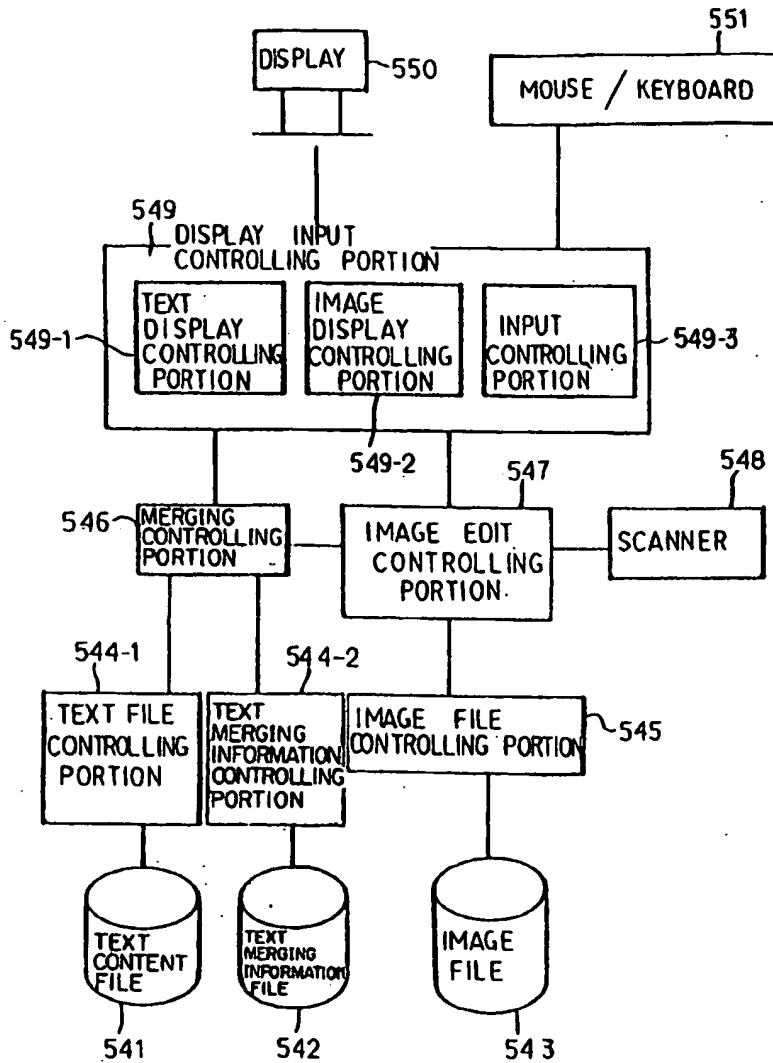 551
DISPLAY
550
MOUSE / KEYBOARD
549
DISPLAY INPUT
CONTROLLING PORTION
TEXT
DISPLAY
CONTROLLING
PORTION
IMAGE
DISPLAY
CONTROLLING
PORTION
INPUT
CONTROLLING
PORTION
549-1
549-3
549-2
547
548
546
MERGING
CONTROLLING
PORTION
IMAGE EDIT
CONTROLLING
PORTION
SCANNER
544-1
544-2
TEXT FILE
CONTROLLING
PORTION
TEXT
MERGING
INFORMATION
CONTROLLING
PORTION
IMAGE FILE
CONTROLLING PORTION
545
TEXT
CONTENT
FILE
TEXT
MERGING
INFORMATION
FILE
IMAGE
FILE
541
542
543